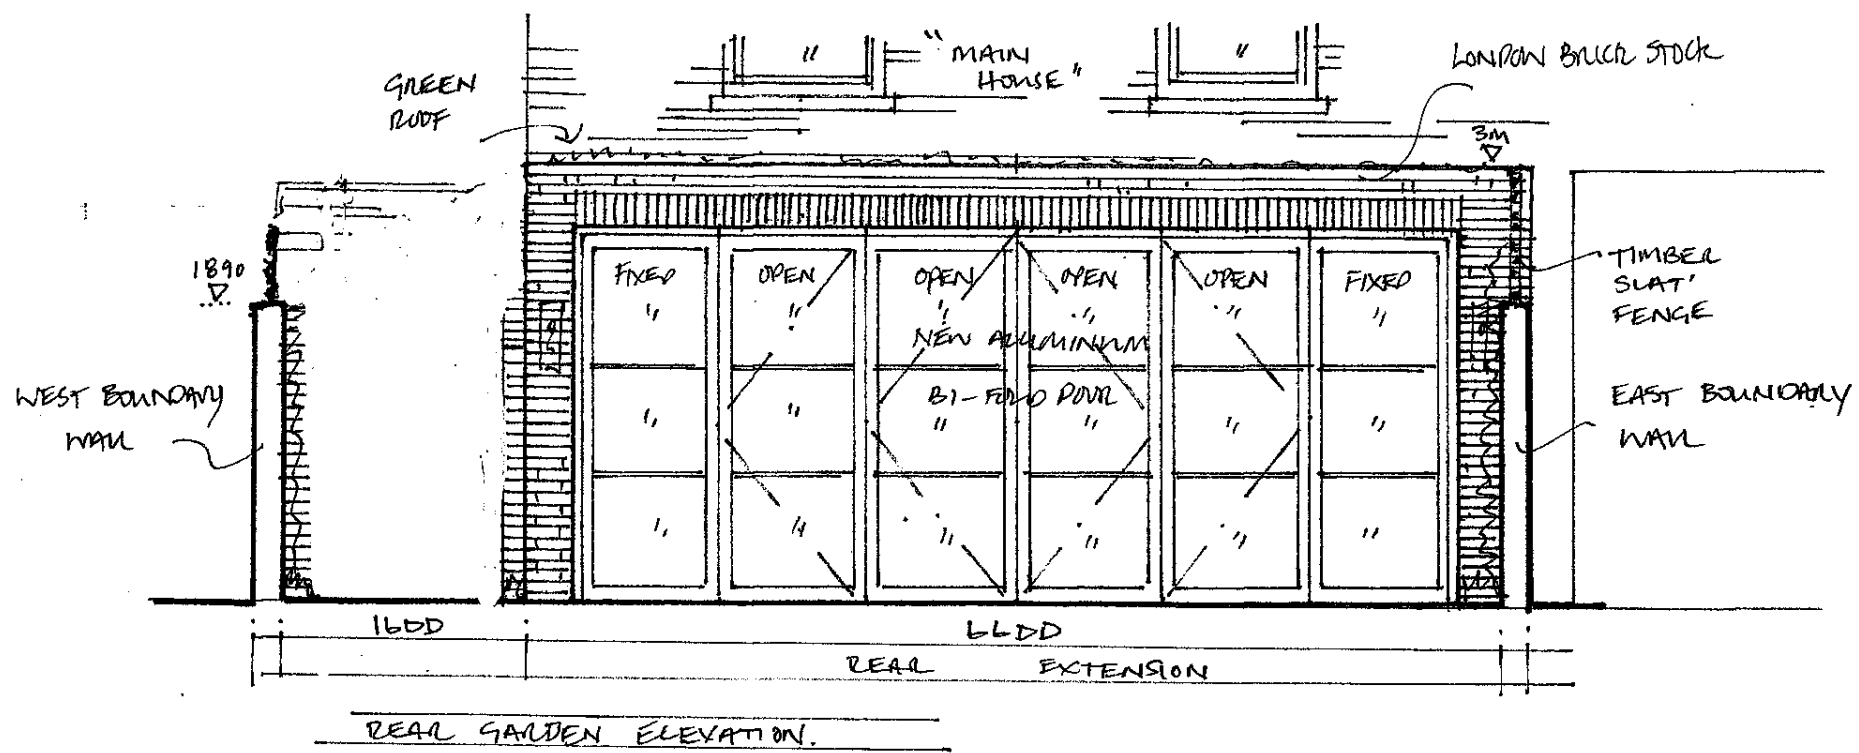 "MAIN
HOUSE"
LONDON BRICK STOCK
GREEN
ROOF
3M
1890
TIMBER
SLAT'
FENCE
FIXED
OPEN
OPEN
OPEN
OPEN
FIXED
NEW ALUMINIUM
BI-FOLD DOOR
WEST BOUNDARY
WALL
EAST BOUNDARY
WALL
1600
6600
REAR EXTENSION
REAR GARDEN ELEVATION.